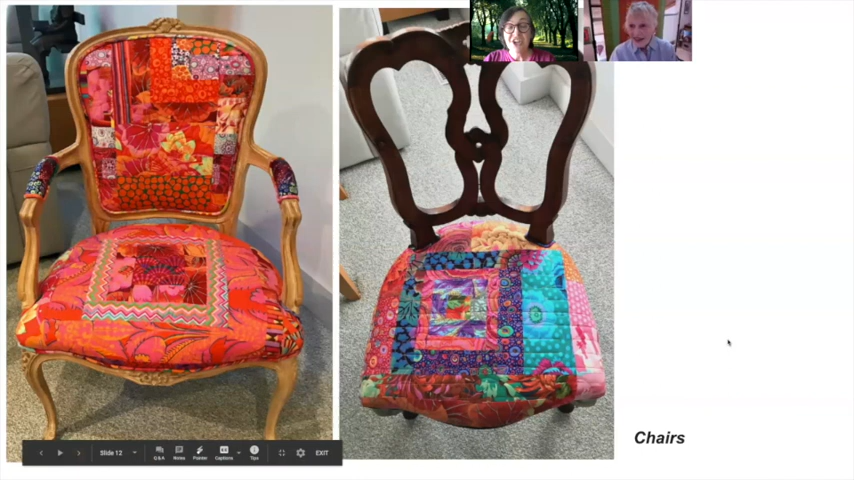 Chairs
Slide 12
Q&A
Notes
Pointer
Captions
Tips
EXIT